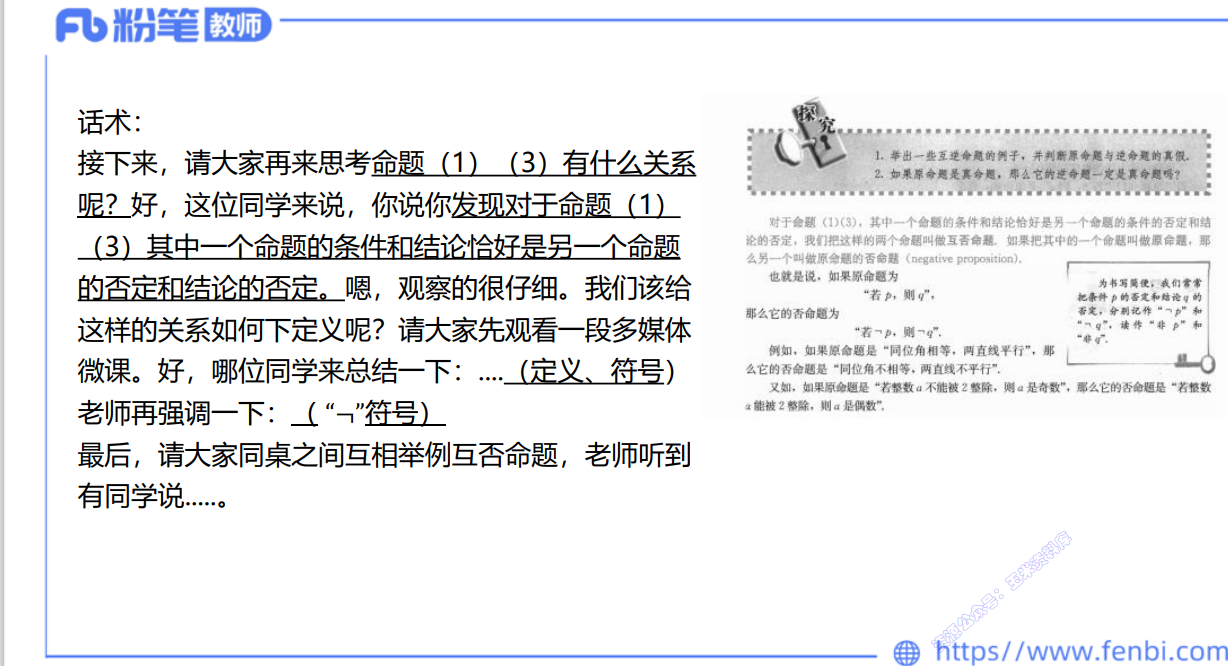 粉笔教师
话术：
接下来，请大家再来思考命题（1）（3）有什么关系
呢？好，这位同学来说，你说你发现对于命题（1）
（3）其中一个命题的条件和结论恰好是另一个命题
的否定和结论的否定。嗯，观察的很仔细。我们该给
这样的关系如何下定义呢？请大家先观看一段多媒体
微课。好，哪位同学来总结一下：....（定义、符号）
老师再强调一下：（“¬”符号）
最后，请大家同桌之间互相举例互否命题，老师听到
有同学说.....。
探究
1. 举出一些互逆命题的例子，并判断原命题与逆命题的真假.
2. 如果原命题是真命题，那么它的逆命题一定是真命题吗？
对于命题（1）（3），其中一个命题的条件和结论恰好是另一个命题的条件的否定和结
论的否定，我们把这样的两个命题叫做互否命题. 如果把其中的一个命题叫做原命题，那
么另一个叫做原命题的否命题（negative proposition）.
也就是说，如果原命题为
“若 p，则 q”，
那么它的否命题为
“若 ¬p，则 ¬q”.
例如，如果原命题是“同位角相等，两直线平行”，那
么它的否命题是“同位角不相等，两直线不平行”.
又如，如果原命题是“若整数 a 不能被 2 整除，则 a 是奇数”，那么它的否命题是“若整数
a 能被 2 整除，则 a 是偶数”.
为书写简便，我们常常
把条件 p 的否定和结论 q 的
否定，分别记作“¬p”和
“¬q”，读作“非 p”和
“非 q”.
https//www.fenbi.com